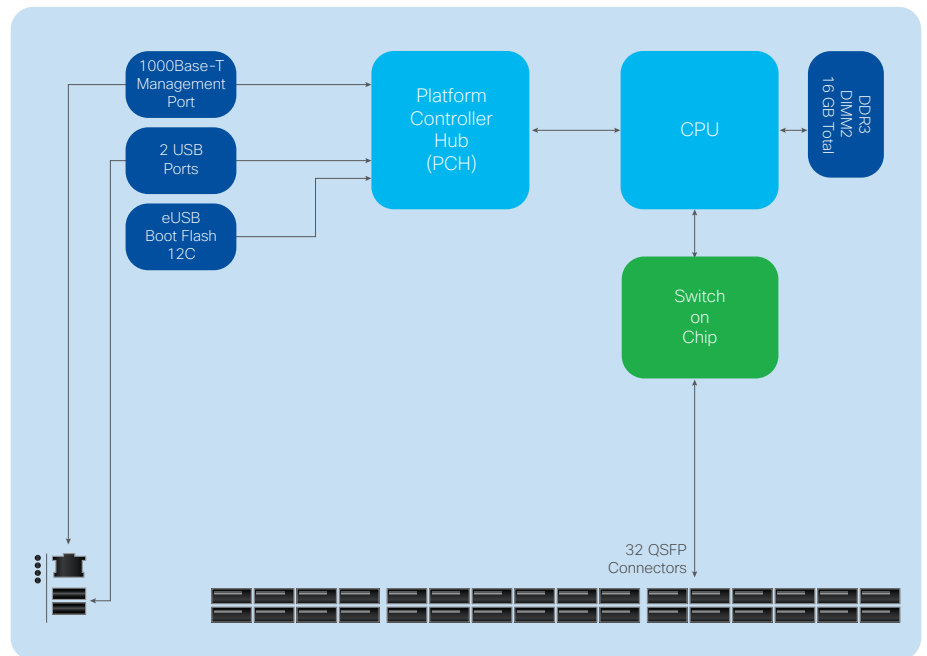 1000Base-T
Management
Port
2 USB
Ports
eUSB
Boot Flash
12C
Platform
Controller
Hub
(PCH)
CPU
DDR3
DIMM2
16 GB Total
Switch
on
Chip
32 QSFP
Connectors